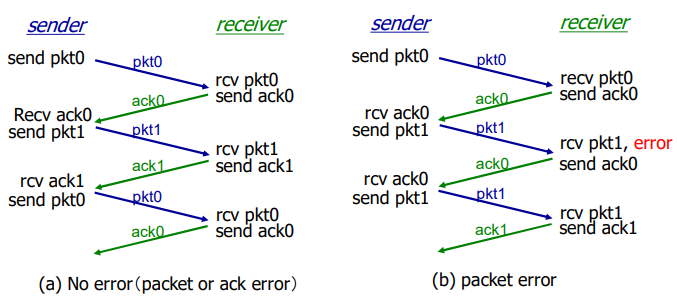 sender
receiver
send pkt0
pkt0
rcv pkt0
send ack0
ack0
Recv ack0
send pkt1
pkt1
rcv pkt1
send ack1
ack1
rcv ack1
send pkt0
pkt0
rcv pkt0
send ack0
ack0
(a) No error(packet or ack error)
sender
receiver
send pkt0
pkt0
recv pkt0
send ack0
ack0
rcv ack0
send pkt1
pkt1
rcv pkt1, error
send ack0
ack0
rcv ack0
send pkt1
pkt1
rcv pkt1
send ack1
ack1
(b) packet error